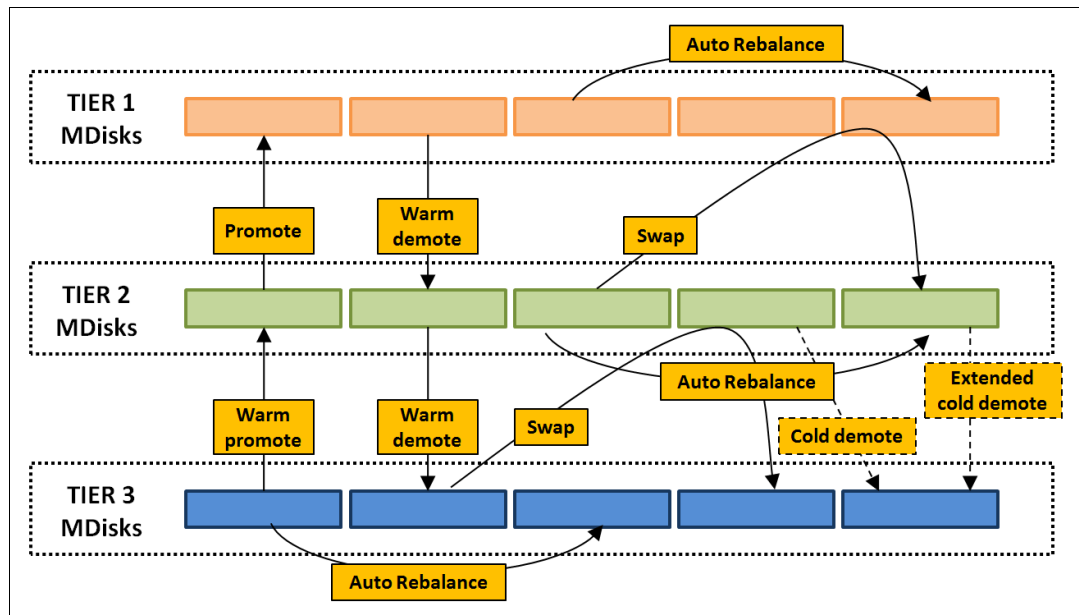 Auto Rebalance
TIER 1
MDisks
Promote
Warm
demote
Swap
TIER 2
MDisks
Auto Rebalance
Extended
cold demote
Warm
promote
Warm
demote
Swap
Cold demote
TIER 3
MDisks
Auto Rebalance